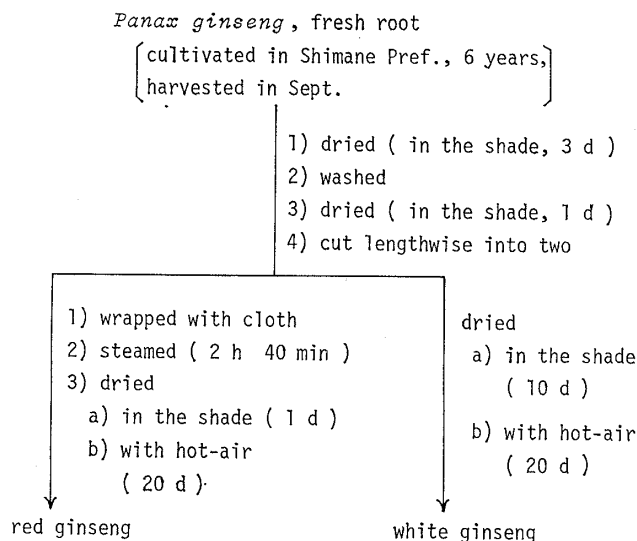 Panax ginseng, fresh root
cultivated in Shimane Pref., 6 years,
harvested in Sept.
1) dried ( in the shade, 3 d )
2) washed
3) dried ( in the shade, 1 d )
4) cut lengthwise into two
1) wrapped with cloth
2) steamed ( 2 h 40 min )
3) dried
a) in the shade ( 1 d )
b) with hot-air
( 20 d )
red ginseng
dried
a) in the shade
( 10 d )
b) with hot-air
( 20 d )
white ginseng